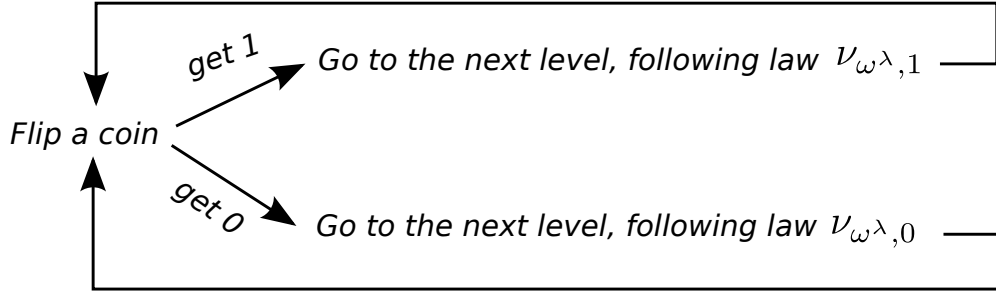 get 1
Go to the next level, following law ν_{ω^λ,1}
Flip a coin
get 0
Go to the next level, following law ν_{ω^λ,0}